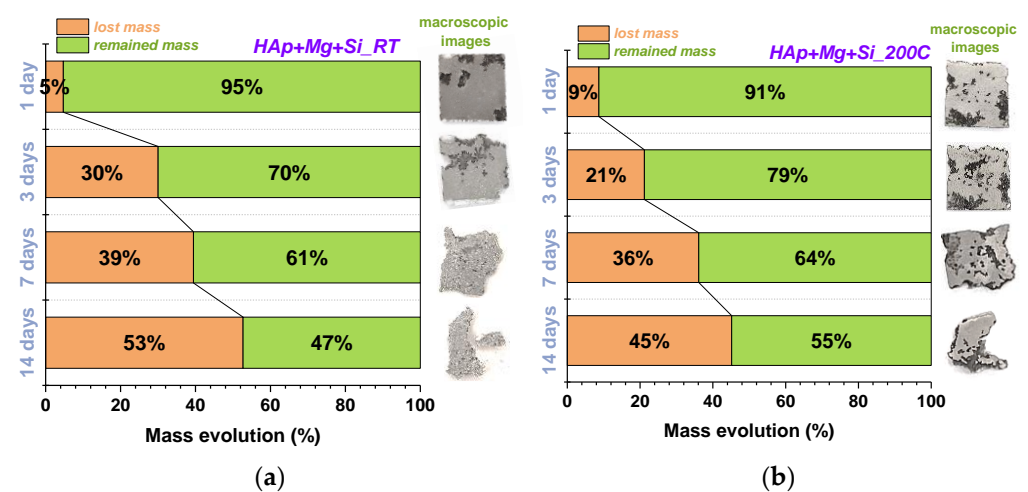 lost mass
remained mass
HAp+Mg+Si_RT
macroscopic
images
1 day
5%
95%
3 days
30%
70%
7 days
39%
61%
14 days
53%
47%
0 20 40 60 80 100
Mass evolution (%)
(a)
lost mass
remained mass
HAp+Mg+Si_200C
macroscopic
images
1 day
9%
91%
3 days
21%
79%
7 days
36%
64%
14 days
45%
55%
0 20 40 60 80 100
Mass evolution (%)
(b)